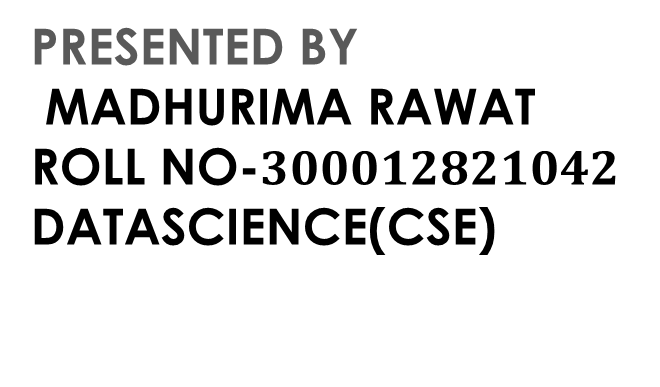 PRESENTED BY
MADHURIMA RAWAT
ROLL NO-300012821042
DATASCIENCE(CSE)